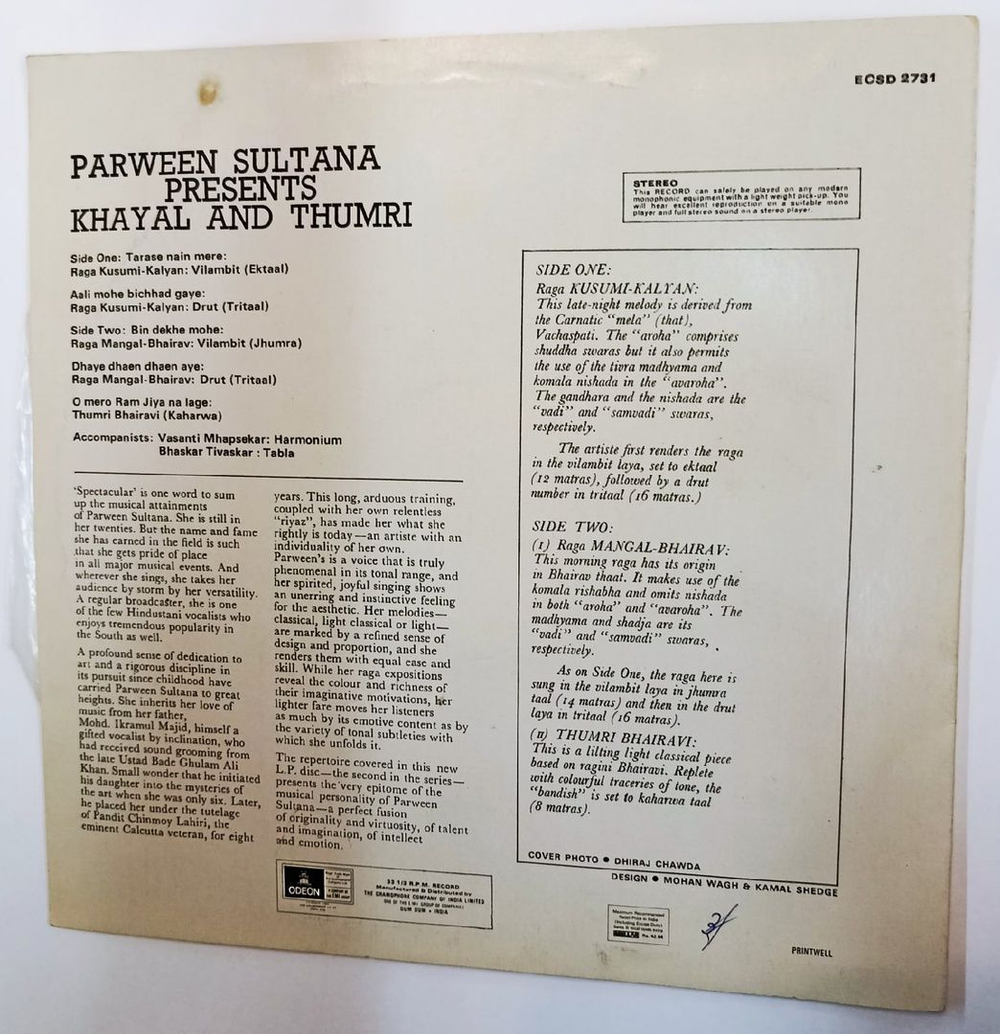 ECSD 2731
PARWEEN SULTANA
PRESENTS
KHAYAL AND THUMRI
Side One: Tarase nain mere:
Raga Kusumi-Kalyan: Vilambit (Ektaal)
Aali mohe bichhad gaye:
Raga Kusumi-Kalyan: Drut (Tritaal)
Side Two: Bin dekhe mohe:
Raga Mangal-Bhairav: Vilambit (Jhumra)
Dhaye dhaen dhaen aye:
Raga Mangal-Bhairav: Drut (Tritaal)
O mero Ram Jiya na lage:
Thumri Bhairavi (Kaharwa)
Accompanists: Vasanti Mhapsekar: Harmonium
Bhaskar Tivaskar : Tabla
'Spectacular' is one word to sum
up the musical attainments
of Parween Sultana. She is still in
her twenties. But the name and fame
she has earned in the field is such
that she gets pride of place
in all major musical events. And
wherever she sings, she takes her
audience by storm by her versatility.
A regular broadcaster, she is one
of the few Hindustani vocalists who
enjoys tremendous popularity in
the South as well.
A profound sense of dedication to
art and a rigorous discipline in
its pursuit since childhood have
carried Parween Sultana to great
heights. She inherits her love of
music from her father,
Mohd. Ikramul Majid, himself a
gifted vocalist by inclination, who
had received sound grooming from
the late Ustad Bade Ghulam Ali
Khan. Small wonder that he initiated
his daughter into the mysteries of
the art when she was only six. Later,
he placed her under the tutelage
of Pandit Chinmoy Lahiri, the
eminent Calcutta veteran, for eight
years. This long, arduous training,
coupled with her own relentless
"riyaz", has made her what she
rightly is today—an artiste with an
individuality of her own.
Parween's is a voice that is truly
phenomenal in its tonal range, and
her spirited, joyful singing shows
an unerring and instinctive feeling
for the aesthetic. Her melodies—
classical, light classical or light—
are marked by a refined sense of
design and proportion, and she
renders them with equal ease and
skill. While her raga expositions
reveal the colour and richness of
their imaginative motivations, her
lighter fare moves her listeners
as much by its emotive content as by
the variety of tonal subtleties with
which she unfolds it.
The repertoire covered in this new
L.P. disc—the second in the series—
presents the very epitome of the
musical personality of Parween
Sultana—a perfect fusion
of originality and virtuosity, of talent
and imagination, of intellect
and emotion.
STEREO
This RECORD can safely be played on any modern
monophonic equipment with a light weight pick-up. You
will hear excellent reproduction on a suitable mono
player and full stereo sound on a stereo player.
SIDE ONE:
Raga KUSUMI-KALYAN:
This late-night melody is derived from
the Carnatic "mela" (that),
Vachaspati. The "aroha" comprises
shuddha swaras but it also permits
the use of the tivra madhyama and
komala nishada in the "avaroha".
The gandhara and the nishada are the
"vadi" and "samvadi" swaras,
respectively.
The artiste first renders the raga
in the vilambit laya, set to ektaal
(12 matras), followed by a drut
number in tritaal (16 matras.)
SIDE TWO:
(I) Raga MANGAL-BHAIRAV:
This morning raga has its origin
in Bhairav thaat. It makes use of the
komala rishabha and omits nishada
in both "aroha" and "avaroha". The
madhyama and shadja are its
"vadi" and "samvadi" swaras,
respectively.
As on Side One, the raga here is
sung in the vilambit laya in jhumra
taal (14 matras) and then in the drut
laya in tritaal (16 matras).
(II) THUMRI BHAIRAVI:
This is a lilting light classical piece
based on ragini Bhairavi. Replete
with colourful traceries of tone, the
"bandish" is set to kaharwa taal
(8 matras).
COVER PHOTO ● DHIRAJ CHAWDA
DESIGN ● MOHAN WAGH & KAMAL SHEDGE
ODEON
33 1/3 R.P.M. RECORD
Manufactured & Distributed by
THE GRAMOPHONE COMPANY OF INDIA LIMITED
DUM DUM • INDIA
PRINTWELL